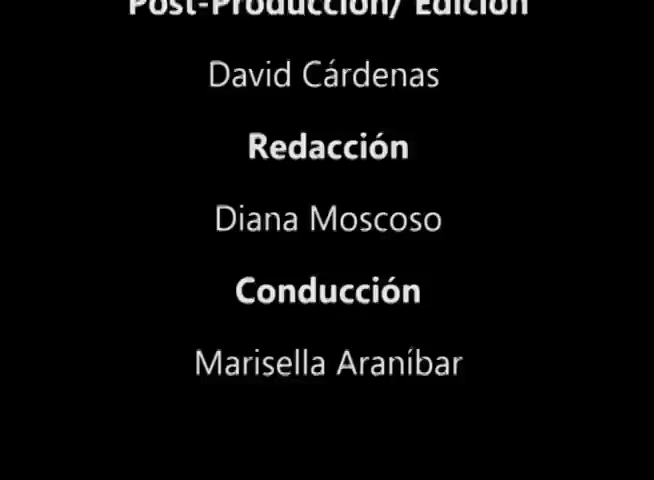 Post-Producción/ Edición
David Cárdenas
Redacción
Diana Moscoso
Conducción
Marisella Araníbar